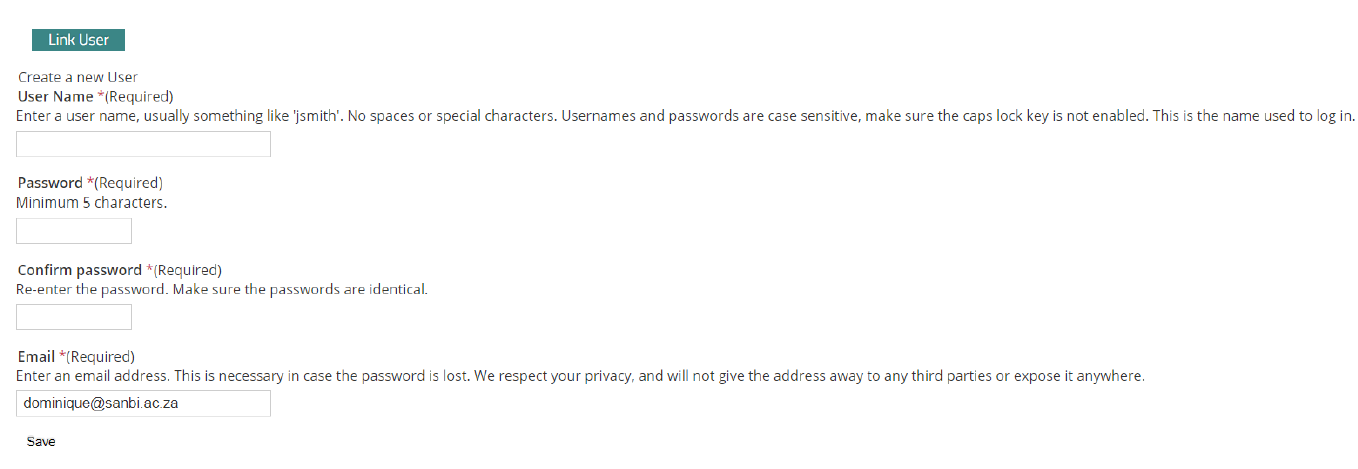 Link User
Create a new User
User Name *(Required)
Enter a user name, usually something like 'jsmith'. No spaces or special characters. Usernames and passwords are case sensitive, make sure the caps lock key is not enabled. This is the name used to log in.
Password *(Required)
Minimum 5 characters.
Confirm password *(Required)
Re-enter the password. Make sure the passwords are identical.
Email *(Required)
Enter an email address. This is necessary in case the password is lost. We respect your privacy, and will not give the address away to any third parties or expose it anywhere.
dominique@sanbi.ac.za
Save